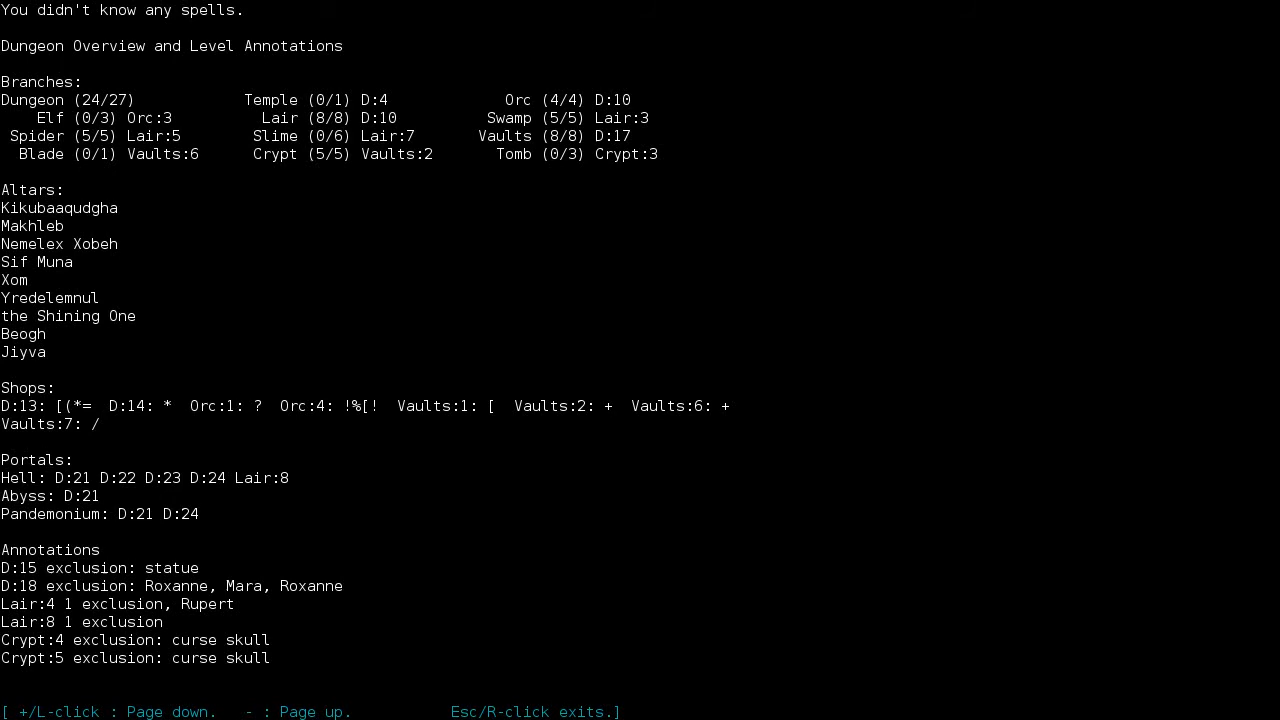 You didn't know any spells.
Dungeon Overview and Level Annotations
Branches:
Dungeon (24/27) Temple (0/1) D:4 Orc (4/4) D:10
Elf (0/3) Orc:3 Lair (8/8) D:10 Swamp (5/5) Lair:3
Spider (5/5) Lair:5 Slime (0/6) Lair:7 Vaults (8/8) D:17
Blade (0/1) Vaults:6 Crypt (5/5) Vaults:2 Tomb (0/3) Crypt:3
Altars:
Kikubaaqudgha
Makhleb
Nemelex Xobeh
Sif Muna
Xom
Yredelemnul
the Shining One
Beogh
Jiyva
Shops:
D:13: [(*= D:14: * Orc:1: ? Orc:4: !%[! Vaults:1: [ Vaults:2: + Vaults:6: +
Vaults:7: /
Portals:
Hell: D:21 D:22 D:23 D:24 Lair:8
Abyss: D:21
Pandemonium: D:21 D:24
Annotations
D:15 exclusion: statue
D:18 exclusion: Roxanne, Mara, Roxanne
Lair:4 1 exclusion, Rupert
Lair:8 1 exclusion
Crypt:4 exclusion: curse skull
Crypt:5 exclusion: curse skull
[ +/L-click : Page down. - : Page up. Esc/R-click exits.]